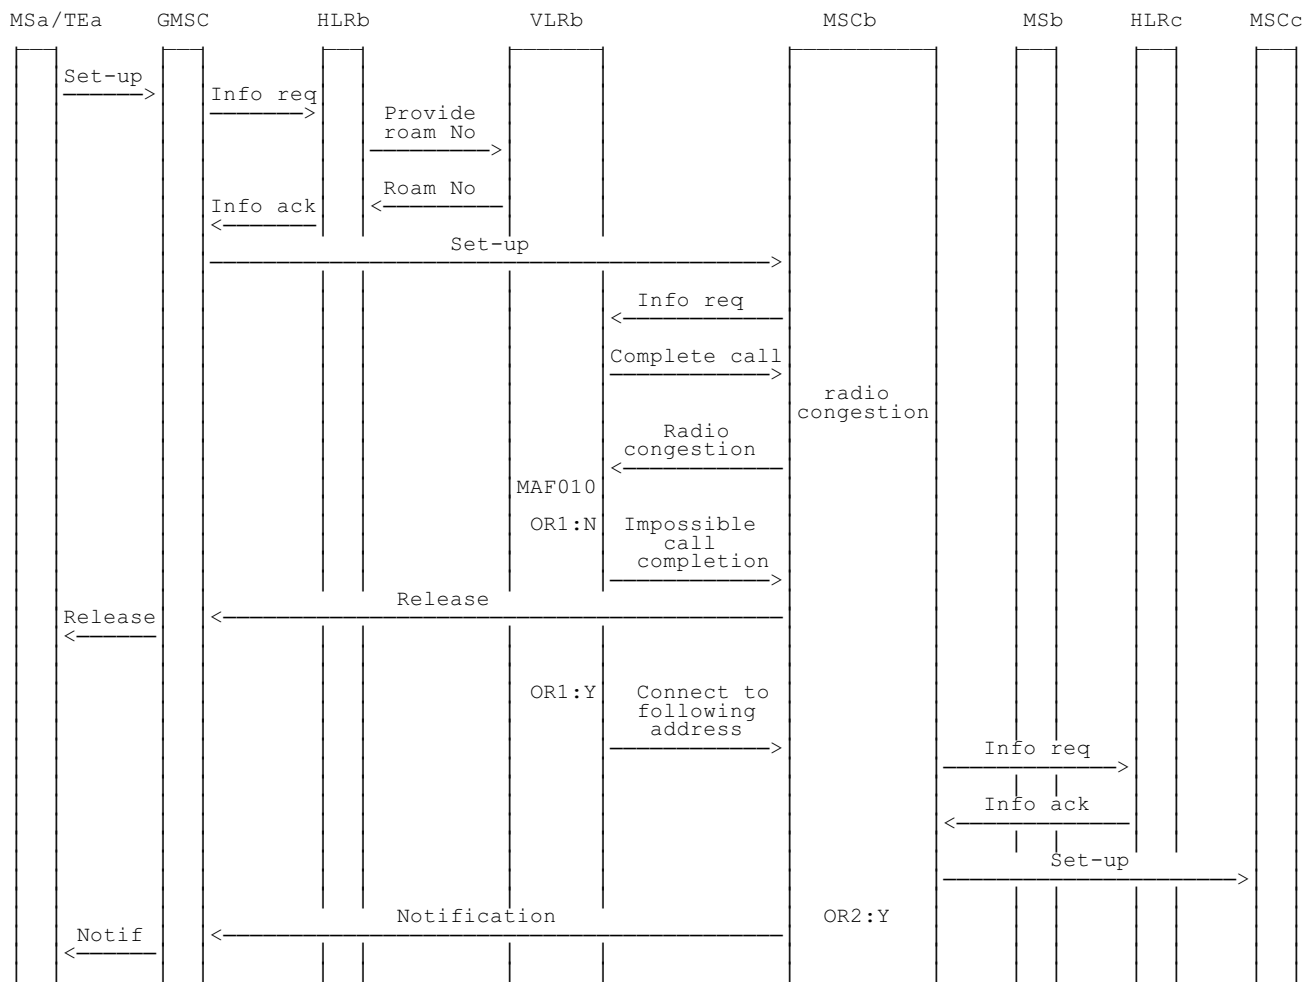 MSa/TEa GMSC HLRb VLRb MSCb MSb HLRc MSCc
Set-up
Info req
Provide
roam No
Roam No
Info ack
Set-up
Info req
Complete call
radio
congestion
Radio
congestion
MAF010
OR1:N Impossible
call
completion
Release
Release
OR1:Y Connect to
following
address
Info req
Info ack
Set-up
Notification OR2:Y
Notif